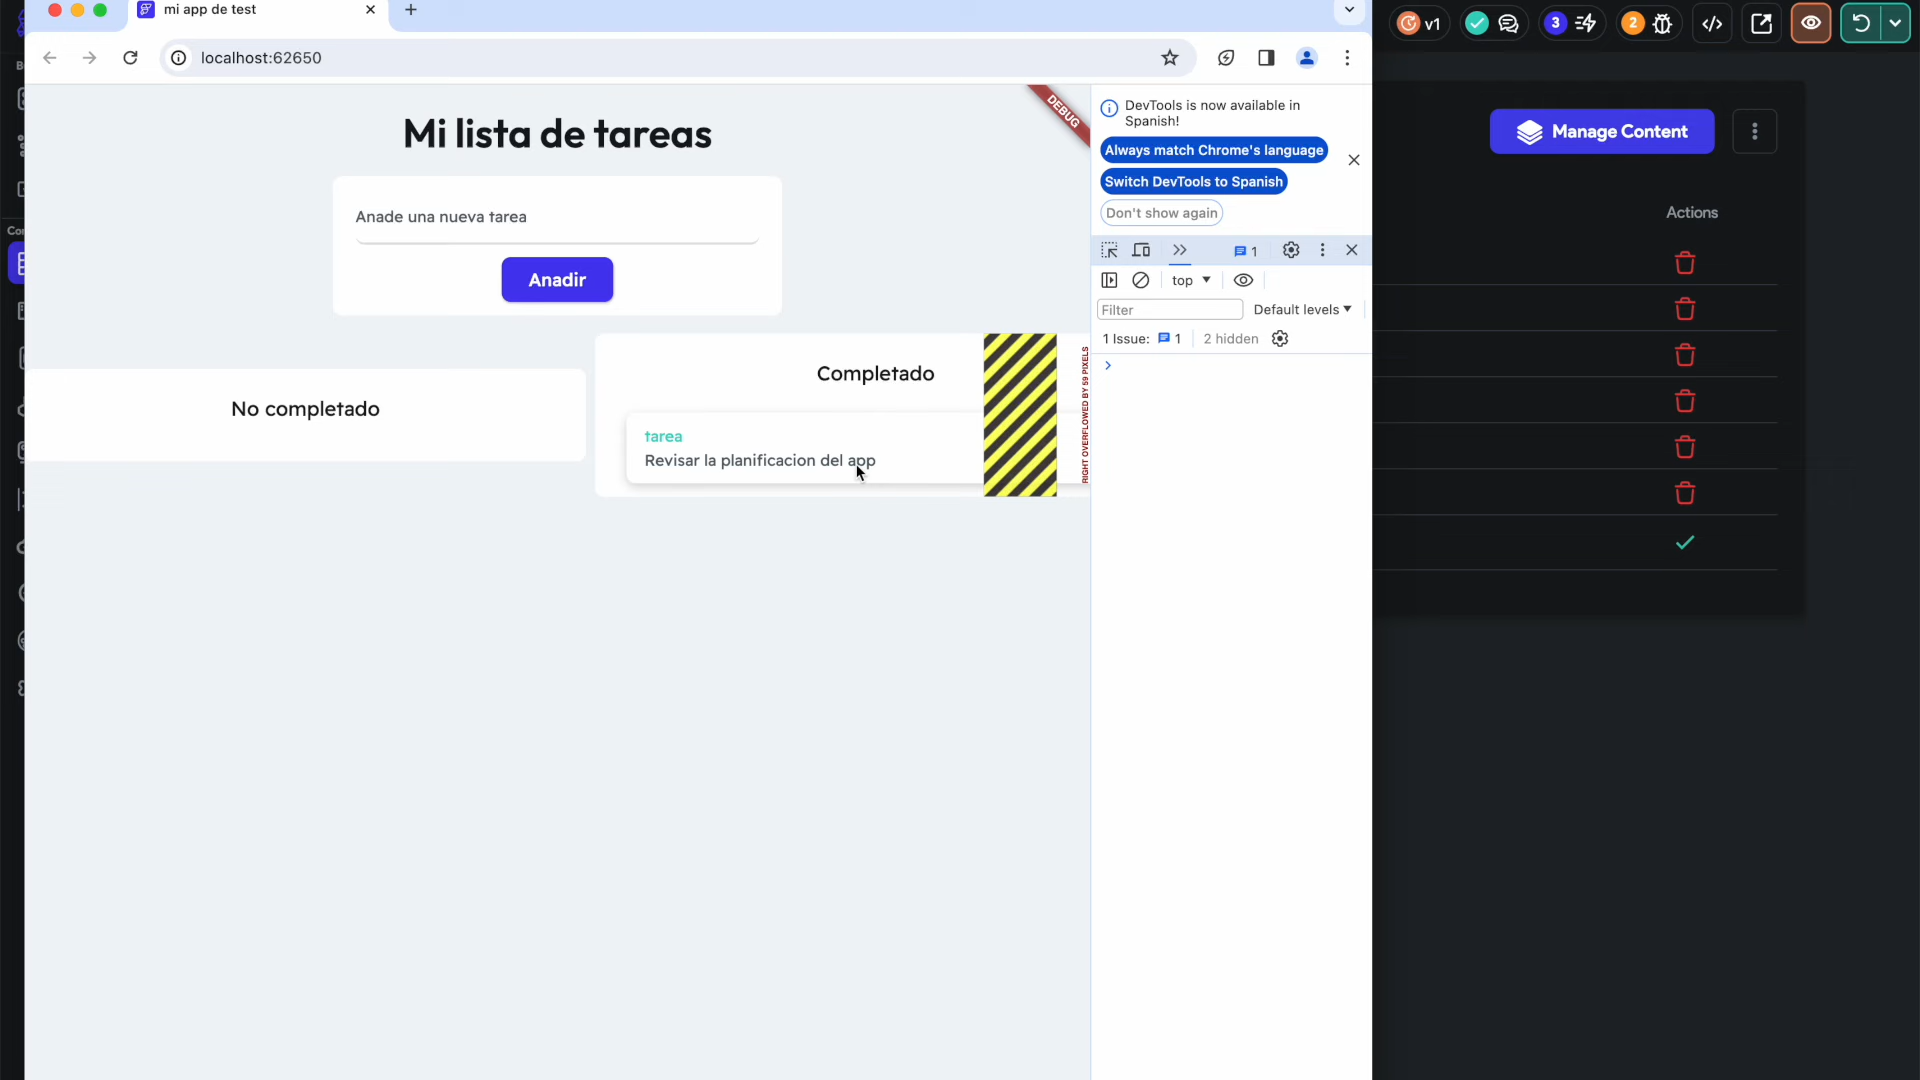 mi app de test
v1
3
2
localhost:62650
DEBUG
Mi lista de tareas
Anade una nueva tarea
Anadir
No completado
Completado
tarea
Revisar la planificacion del app
RIGHT OVERFLOWED BY 59 PIXELS
DevTools is now available in
Spanish!
Always match Chrome's language
Switch DevTools to Spanish
Don't show again
1
top
Filter
Default levels
1 Issue: 1
2 hidden
Manage Content
Actions